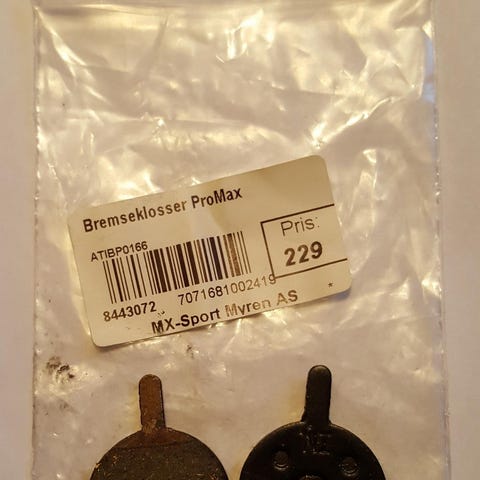 Bremseklosser ProMax
ATIBP0166
Pris:
229
8443072
7071681002419
MX-Sport Myren AS
*